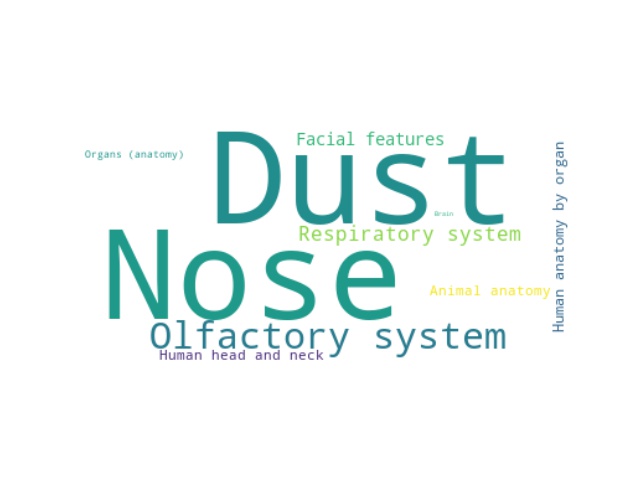 Dust
Facial features
Organs (anatomy)
Human anatomy by organ
Brain
Respiratory system
Nose
Animal anatomy
Olfactory system
Human head and neck